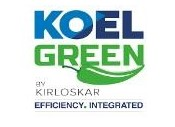 KOEL
GREEN
BY
KIRLOSKAR
EFFICIENCY. INTEGRATED